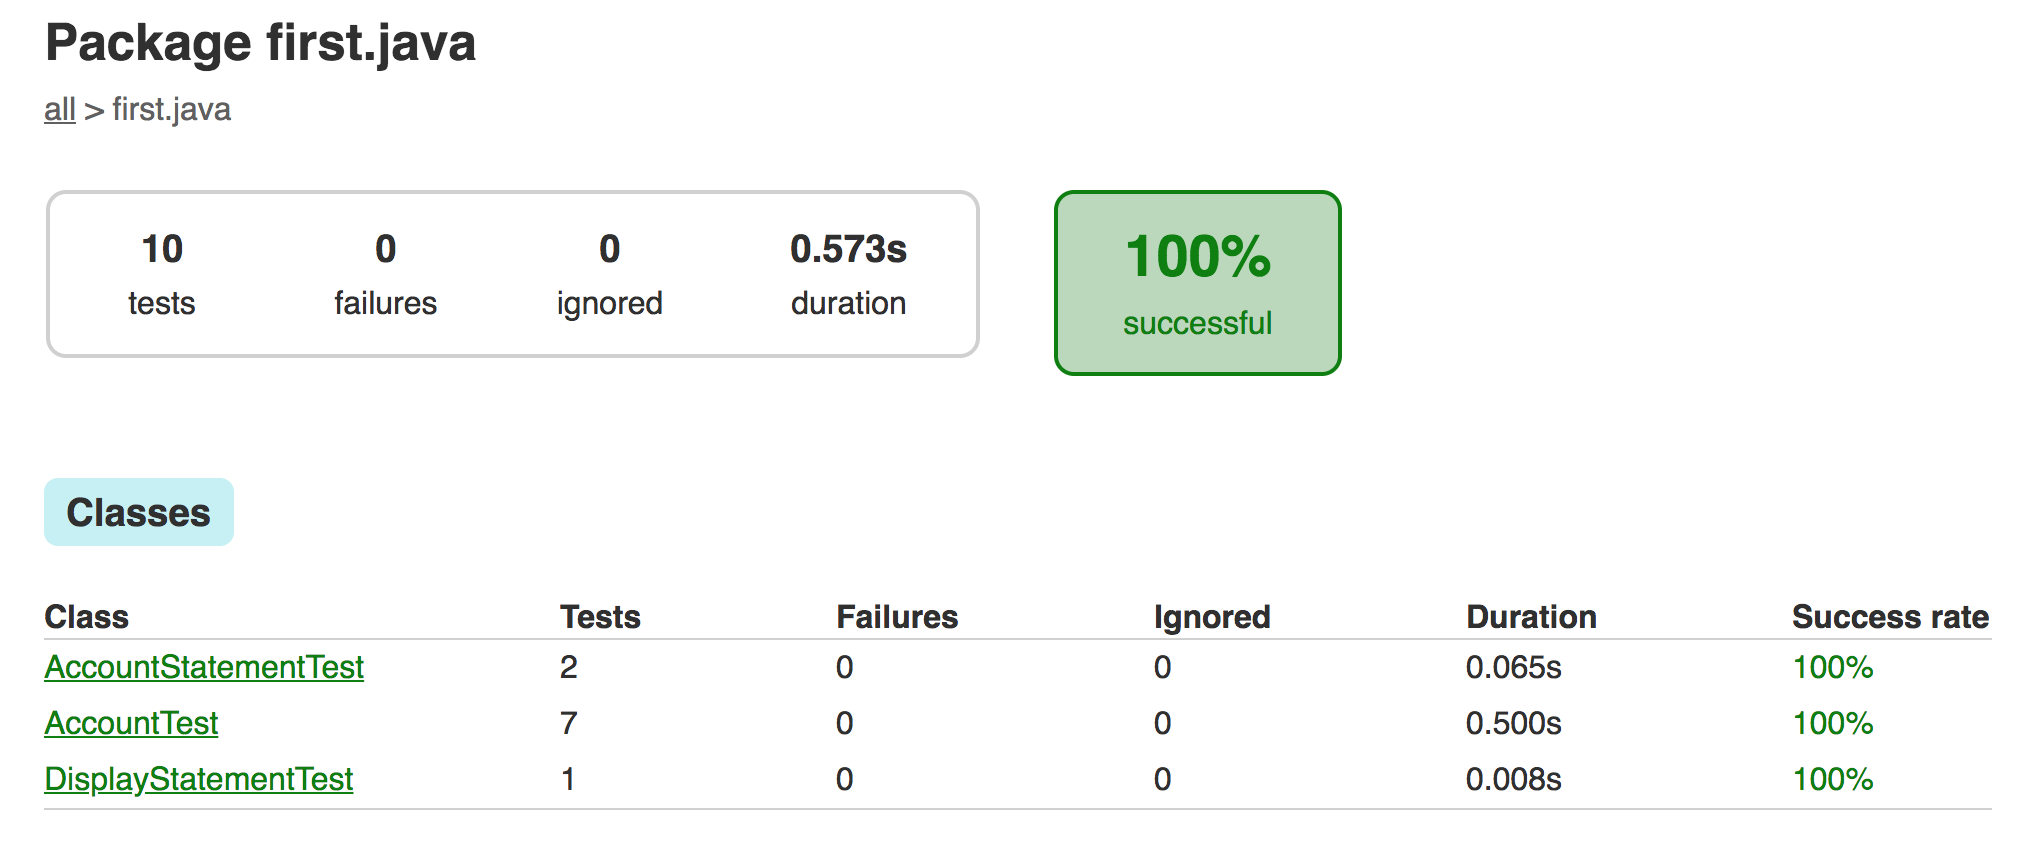 Package first.java
all > first.java
10 0 0 0.573s
tests failures ignored duration
100%
successful
Classes
Class Tests Failures Ignored Duration Success rate
AccountStatementTest 2 0 0 0.065s 100%
AccountTest 7 0 0 0.500s 100%
DisplayStatementTest 1 0 0 0.008s 100%